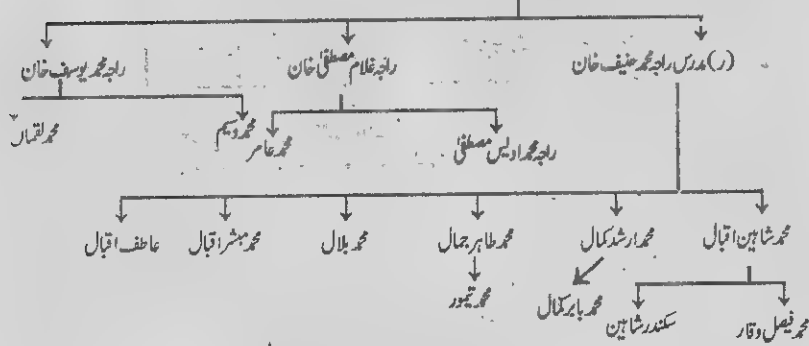 (ر) مدرس راجہ محمد حنیف خان راجہ غلام مصطفیٰ خان راجہ محمد یوسف خان
راجہ محمد اویس مصطفیٰ محمد عامر محمد وسیم محمد لقمان
محمد شاہین اقبال محمد ارشد کمال محمد طاہر جمال محمد بلال محمد مبشر اقبال عاطف اقبال
محمد فیصل وقار سکندر شاہین محمد بابر کمال محمد تیمور